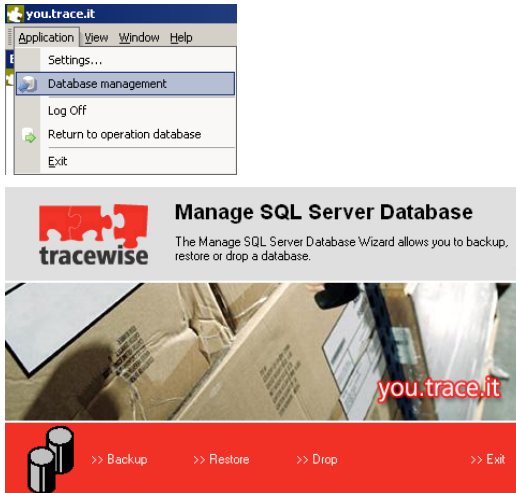 you.trace.it
Application View Window Help
Settings...
Database management
Log Off
Return to operation database
Exit
tracewise
Manage SQL Server Database
The Manage SQL Server Database Wizard allows you to backup,
restore or drop a database.
you.trace.it
>> Backup >> Restore >> Drop >> Exit